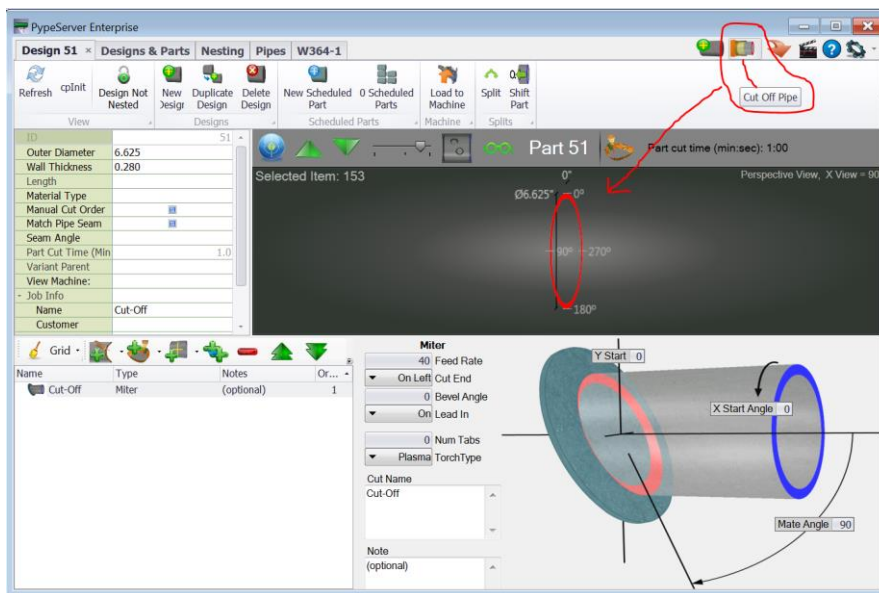 PypeServer Enterprise
Design 51 × Designs & Parts Nesting Pipes W364-1
Cut Off Pipe
Refresh cpInit Design Not Nested New Design Duplicate Design Delete Design New Scheduled Part 0 Scheduled Parts Load to Machine Split Shift Part
View Designs Scheduled Parts Machine Splits
ID 51
Outer Diameter 6.625
Wall Thickness 0.280
Length
Material Type
Manual Cut Order
Match Pipe Seam
Seam Angle
Part Cut Time (Min 1.0
Variant Parent
View Machine:
- Job Info
Name Cut-Off
Customer
Part 51 Part cut time (min:sec): 1:00
Selected Item: 153 0° Perspective View, X View = 90
Ø6.625" 0º
90º 270º
180º
Grid
Name Type Notes Or...
Cut-Off Miter (optional) 1
Miter
40 Feed Rate
On Left Cut End
0 Bevel Angle
On Lead In
0 Num Tabs
Plasma TorchType
Cut Name
Cut-Off
Note
(optional)
Y Start 0
X Start Angle 0
Mate Angle 90